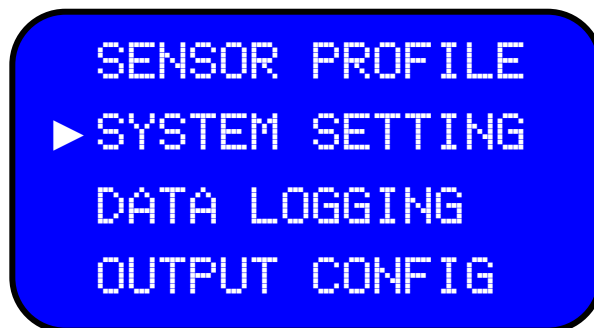 SENSOR PROFILE
►SYSTEM SETTING
DATA LOGGING
OUTPUT CONFIG